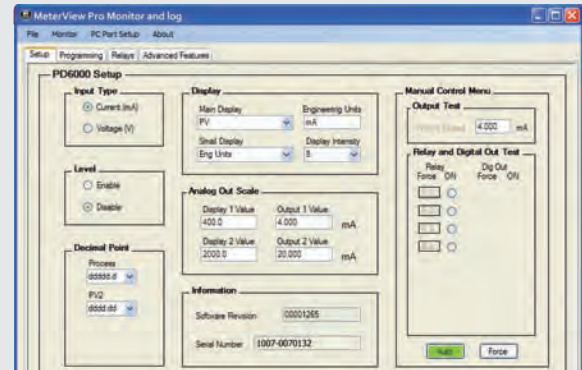 MeterView Pro Monitor and log
File Monitor PC Port Setup About
Setup Programming Relays Advanced Features
PD6000 Setup
Input Type
Current (mA)
Voltage (V)
Level
Enable
Disable
Decimal Point
Process
ddddd.d
PV2
dddd.dd
Display
Main Display Engineering Units
PV mA
Small Display Display Intensity
Eng Units 8
Analog Out Scale
Display 1 Value Output 1 Value
400.0 4.000 mA
Display 2 Value Output 2 Value
2000.0 20.000 mA
Information
Software Revision 00001265
Serial Number 1007-0070132
Manual Control Menu
Output Test
4.000 mA
Relay and Digital Out Test
Relay Dig Out
Force ON Force ON
Auto Force